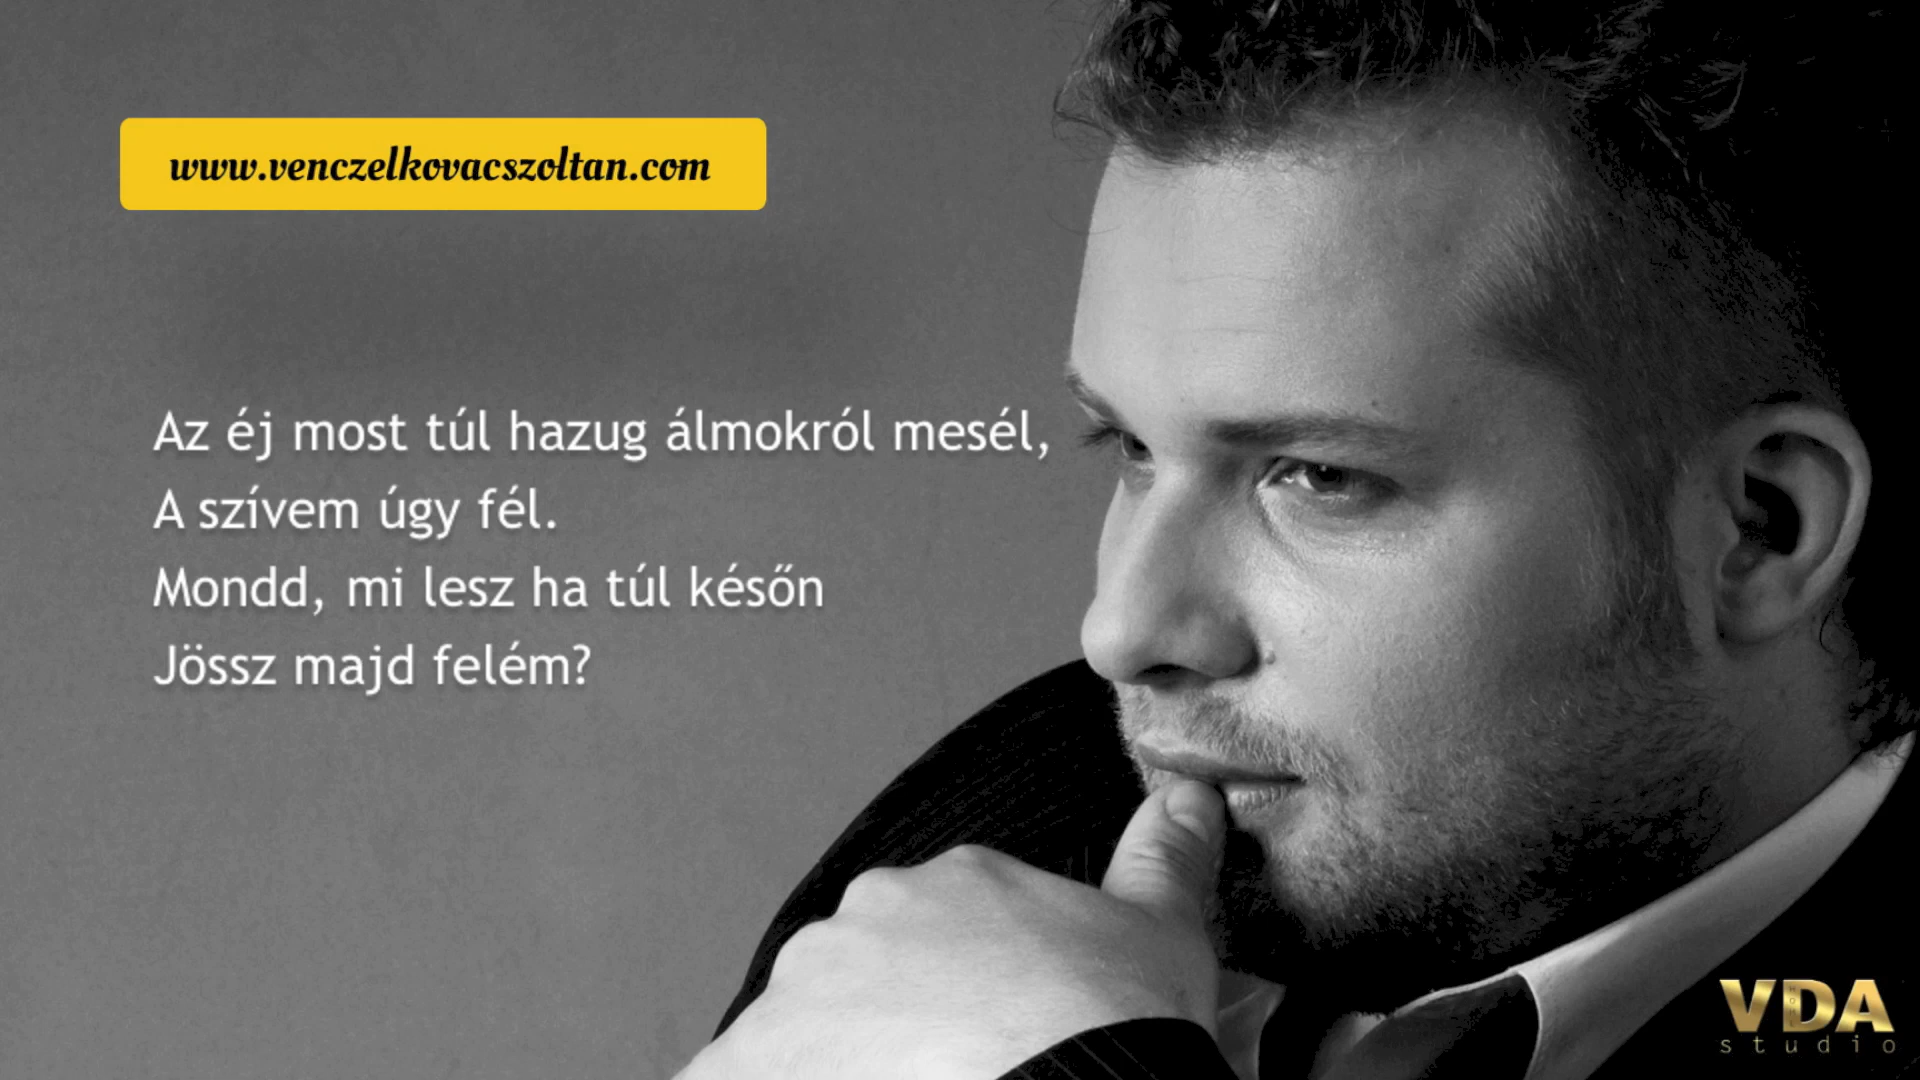 www.venczelkovacszoltan.com
Az éj most túl hazug álmokról mesél,
A szívem úgy fél.
Mondd, mi lesz ha túl későn
Jössz majd felém?
VDA
studio